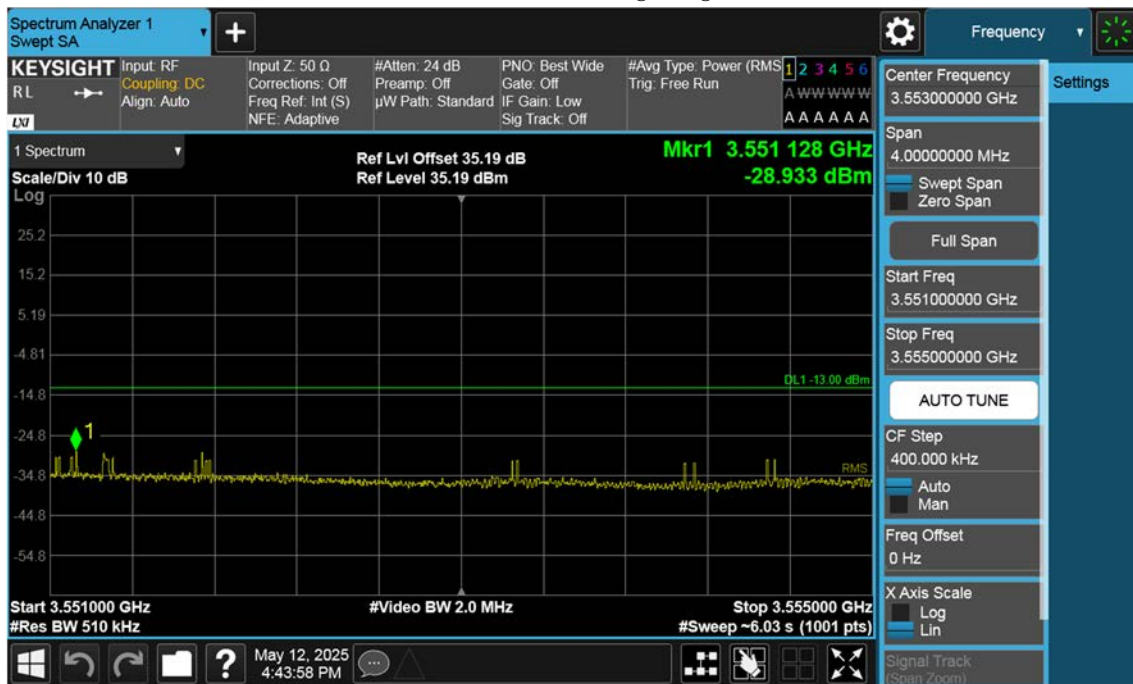 Spectrum Analyzer 1
Swept SA
Frequency
KEYSIGHT
RL
LXI
Input: RF
Coupling: DC
Align: Auto
Input Z: 50 Ω
Corrections: Off
Freq Ref: Int (S)
NFE: Adaptive
#Atten: 24 dB
Preamp: Off
µW Path: Standard
PNO: Best Wide
Gate: Off
IF Gain: Low
Sig Track: Off
#Avg Type: Power (RMS
Trig: Free Run
1 2 3 4 5 6
A W W W W W
A A A A A A
1 Spectrum
Scale/Div 10 dB
Ref Lvl Offset 35.19 dB
Ref Level 35.19 dBm
Mkr1 3.551 128 GHz
-28.933 dBm
Log
25.2
15.2
5.19
-4.81
-14.8
-24.8
-34.8
-44.8
-54.8
DL1 -13.00 dBm
1
RMS
Start 3.551000 GHz
#Res BW 510 kHz
#Video BW 2.0 MHz
Stop 3.555000 GHz
#Sweep ~6.03 s (1001 pts)
Center Frequency
3.553000000 GHz
Span
4.00000000 MHz
Swept Span
Zero Span
Full Span
Start Freq
3.551000000 GHz
Stop Freq
3.555000000 GHz
AUTO TUNE
CF Step
400.000 kHz
Auto
Man
Freq Offset
0 Hz
X Axis Scale
Log
Lin
Signal Track
(Span Zoom)
Settings
?
May 12, 2025
4:43:58 PM